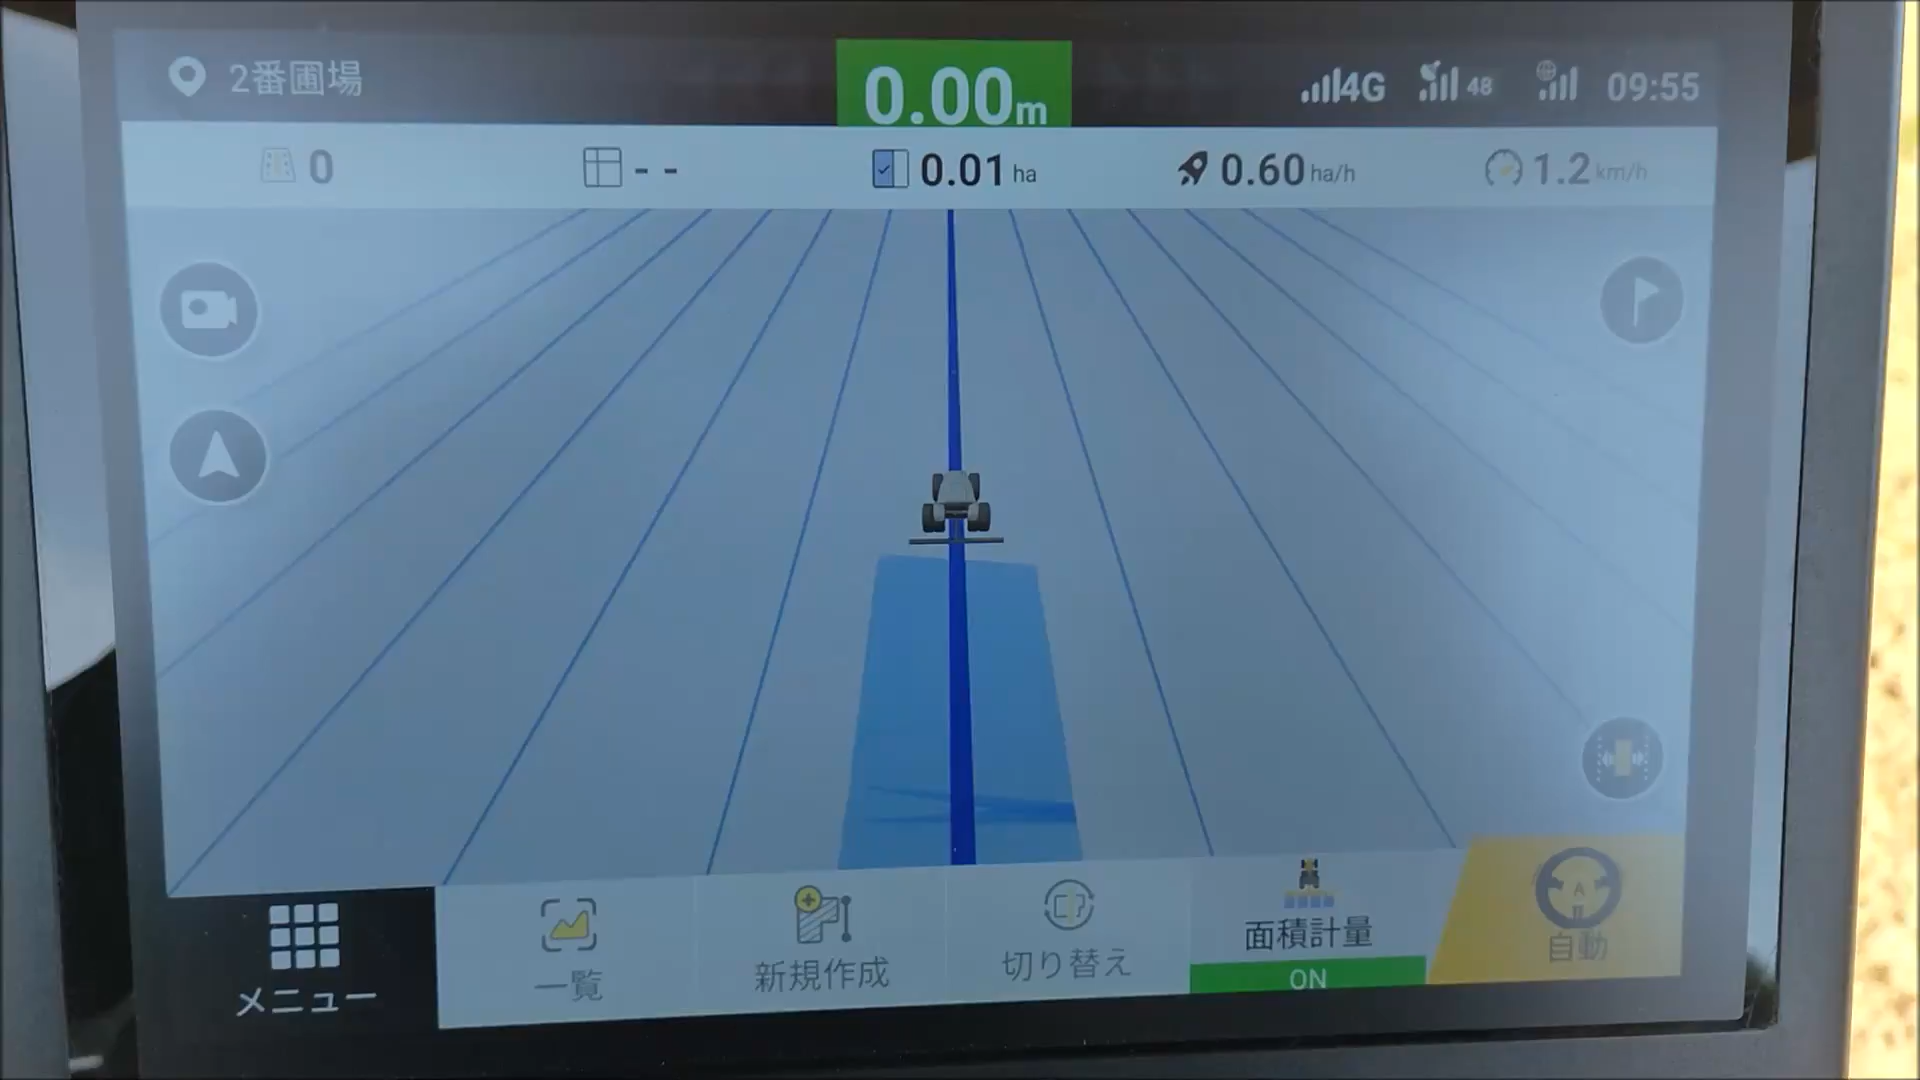 2番圃場
0.00m
4G
48
09:55
0
--
0.01 ha
0.60 ha/h
1.2 km/h
メニュー
一覧
新規作成
切り替え
面積計量
ON
A
自動